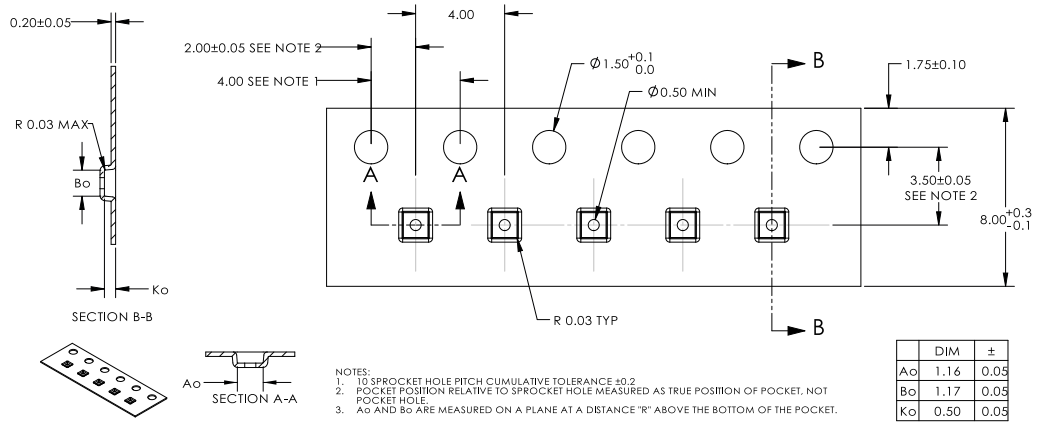 0.20±0.05
4.00
2.00±0.05 SEE NOTE 2
4.00 SEE NOTE 1
Ø1.50 +0.1 0.0
Ø0.50 MIN
B
1.75±0.10
R 0.03 MAX
Bo
A
A
3.50±0.05
SEE NOTE 2
8.00 +0.3 -0.1
Ko
SECTION B-B
R 0.03 TYP
B
Ao
SECTION A-A
NOTES:
1. 10 SPROCKET HOLE PITCH CUMULATIVE TOLERANCE ±0.2
2. POCKET POSITION RELATIVE TO SPROCKET HOLE MEASURED AS TRUE POSITION OF POCKET, NOT
POCKET HOLE.
3. Ao AND Bo ARE MEASURED ON A PLANE AT A DISTANCE "R" ABOVE THE BOTTOM OF THE POCKET.
DIM ±
Ao 1.16 0.05
Bo 1.17 0.05
Ko 0.50 0.05